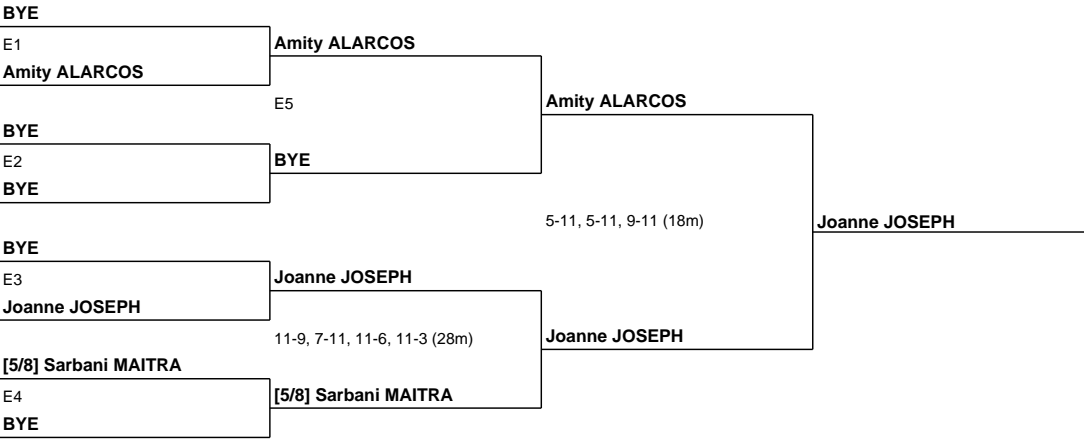 BYE
E1
Amity ALARCOS
BYE
E2
BYE
BYE
E3
Joanne JOSEPH
[5/8] Sarbani MAITRA
E4
BYE
Amity ALARCOS
E5
BYE
Joanne JOSEPH
11-9, 7-11, 11-6, 11-3 (28m)
[5/8] Sarbani MAITRA
Amity ALARCOS
5-11, 5-11, 9-11 (18m)
Joanne JOSEPH
Joanne JOSEPH